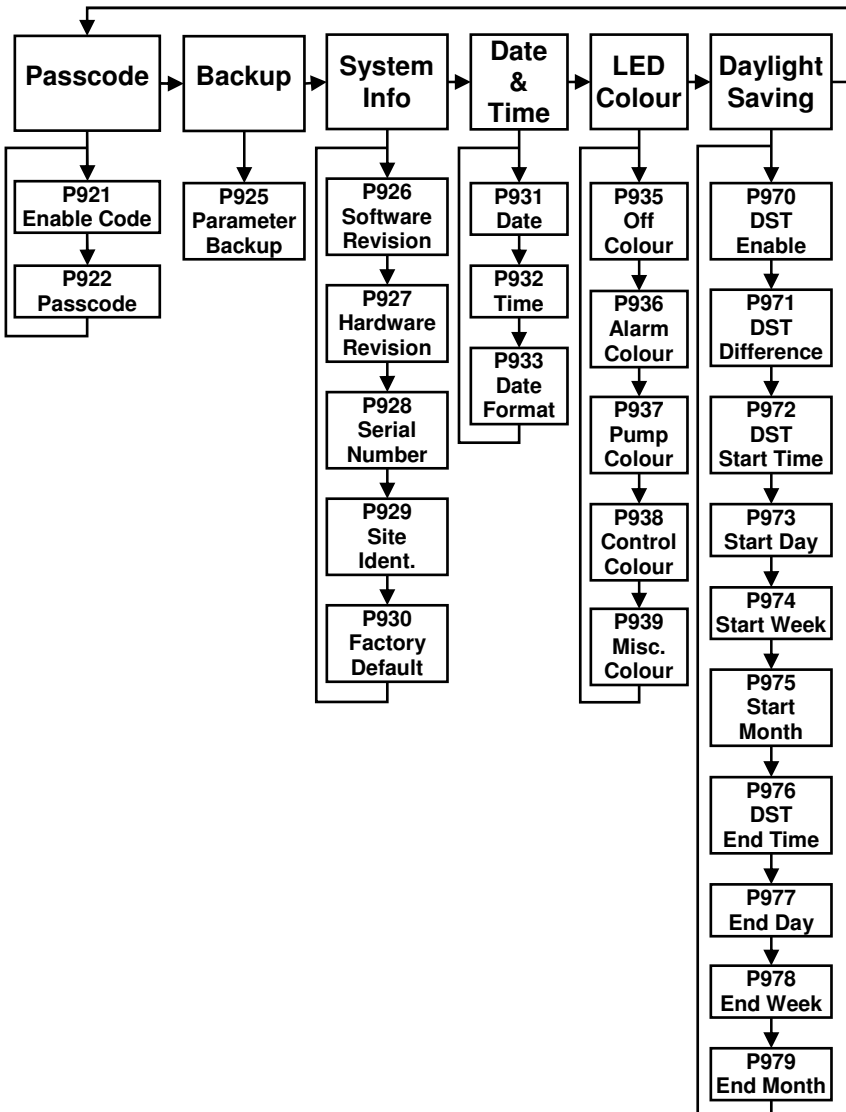 Passcode
Backup
System
Info
Date
&
Time
LED
Colour
Daylight
Saving
P921
Enable Code
P922
Passcode
P925
Parameter
Backup
P926
Software
Revision
P927
Hardware
Revision
P928
Serial
Number
P929
Site
Ident.
P930
Factory
Default
P931
Date
P932
Time
P933
Date
Format
P935
Off
Colour
P936
Alarm
Colour
P937
Pump
Colour
P938
Control
Colour
P939
Misc.
Colour
P970
DST
Enable
P971
DST
Difference
P972
DST
Start Time
P973
Start Day
P974
Start Week
P975
Start
Month
P976
DST
End Time
P977
End Day
P978
End Week
P979
End Month